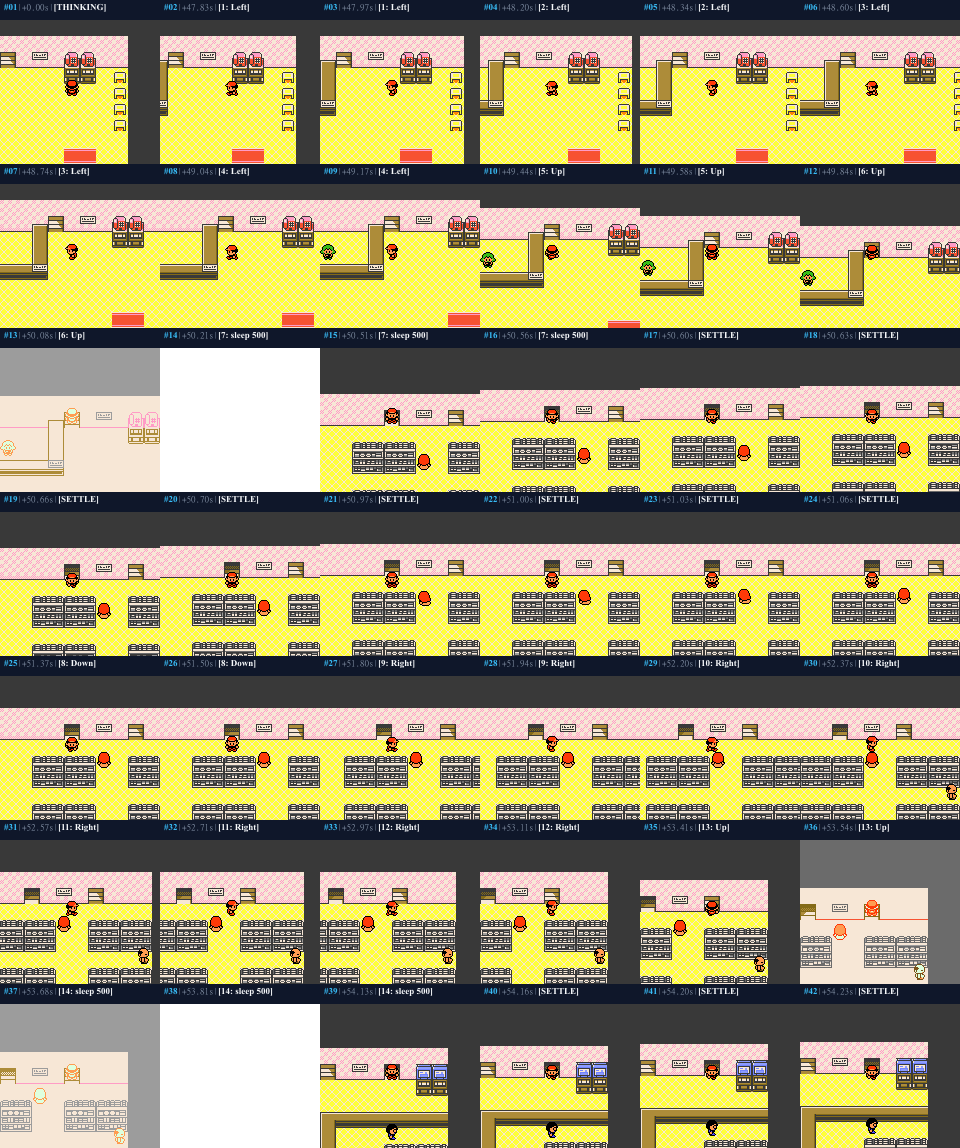 #01|+0.00s|[THINKING] #02|+47.83s|[1: Left] #03|+47.97s|[1: Left] #04|+48.20s|[2: Left] #05|+48.34s|[2: Left] #06|+48.60s|[3: Left]
#07|+48.74s|[3: Left] #08|+49.04s|[4: Left] #09|+49.17s|[4: Left] #10|+49.44s|[5: Up] #11|+49.58s|[5: Up] #12|+49.84s|[6: Up]
#13|+50.08s|[6: Up] #14|+50.21s|[7: sleep 500] #15|+50.51s|[7: sleep 500] #16|+50.56s|[7: sleep 500] #17|+50.60s|[SETTLE] #18|+50.63s|[SETTLE]
#19|+50.66s|[SETTLE] #20|+50.70s|[SETTLE] #21|+50.97s|[SETTLE] #22|+51.00s|[SETTLE] #23|+51.03s|[SETTLE] #24|+51.06s|[SETTLE]
#25|+51.37s|[8: Down] #26|+51.50s|[8: Down] #27|+51.80s|[9: Right] #28|+51.94s|[9: Right] #29|+52.20s|[10: Right] #30|+52.37s|[10: Right]
#31|+52.57s|[11: Right] #32|+52.71s|[11: Right] #33|+52.97s|[12: Right] #34|+53.11s|[12: Right] #35|+53.41s|[13: Up] #36|+53.54s|[13: Up]
#37|+53.68s|[14: sleep 500] #38|+53.81s|[14: sleep 500] #39|+54.13s|[14: sleep 500] #40|+54.16s|[SETTLE] #41|+54.20s|[SETTLE] #42|+54.23s|[SETTLE]